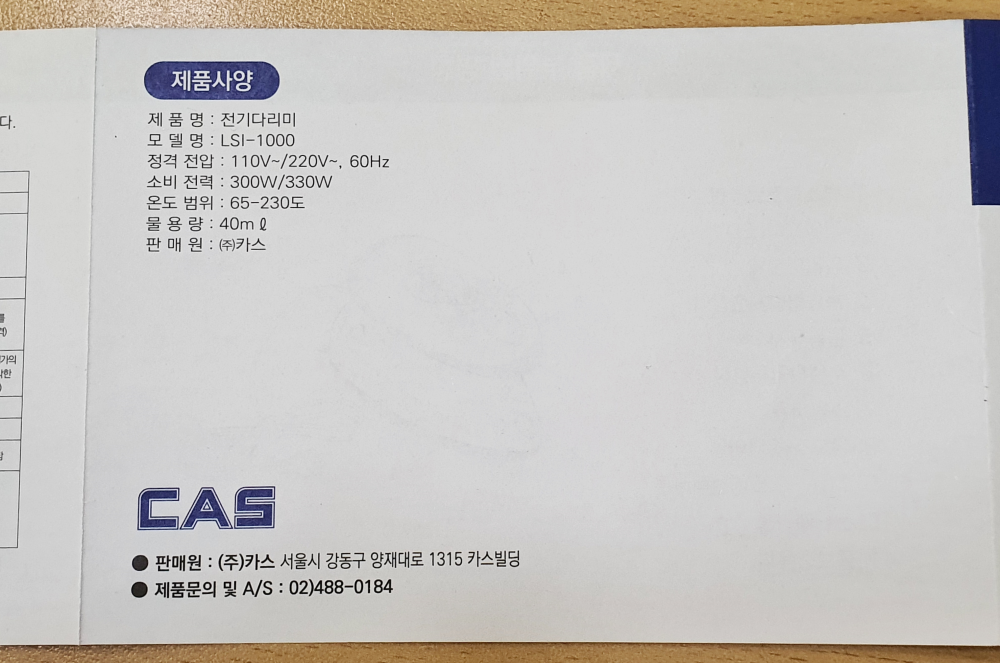 제품사양
제 품 명 : 전기다리미
모 델 명 : LSI-1000
정격 전압 : 110V~/220V~, 60Hz
소비 전력 : 300W/330W
온도 범위 : 65-230도
물 용 량 : 40m ℓ
판 매 원 : ㈜카스
CAS
● 판매원 : (주)카스 서울시 강동구 양재대로 1315 카스빌딩
● 제품문의 및 A/S : 02)488-0184
다.
를
가의